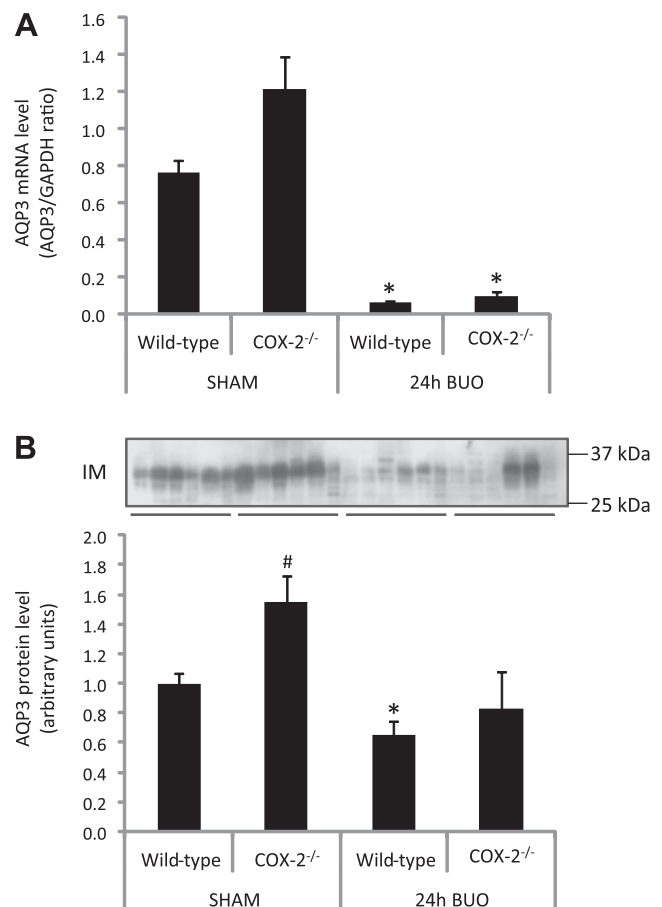 A
AQP3 mRNA level
(AQP3/GAPDH ratio)
1.6
1.4
1.2
1.0
0.8
0.6
0.4
0.2
0.0
*
*
Wild-type COX-2-/- Wild-type COX-2-/-
SHAM 24h BUO
B
IM
37 kDa
25 kDa
AQP3 protein level
(arbitrary units)
2.0
1.8
1.6
1.4
1.2
1.0
0.8
0.6
0.4
0.2
0.0
#
*
Wild-type COX-2-/- Wild-type COX-2-/-
SHAM 24h BUO